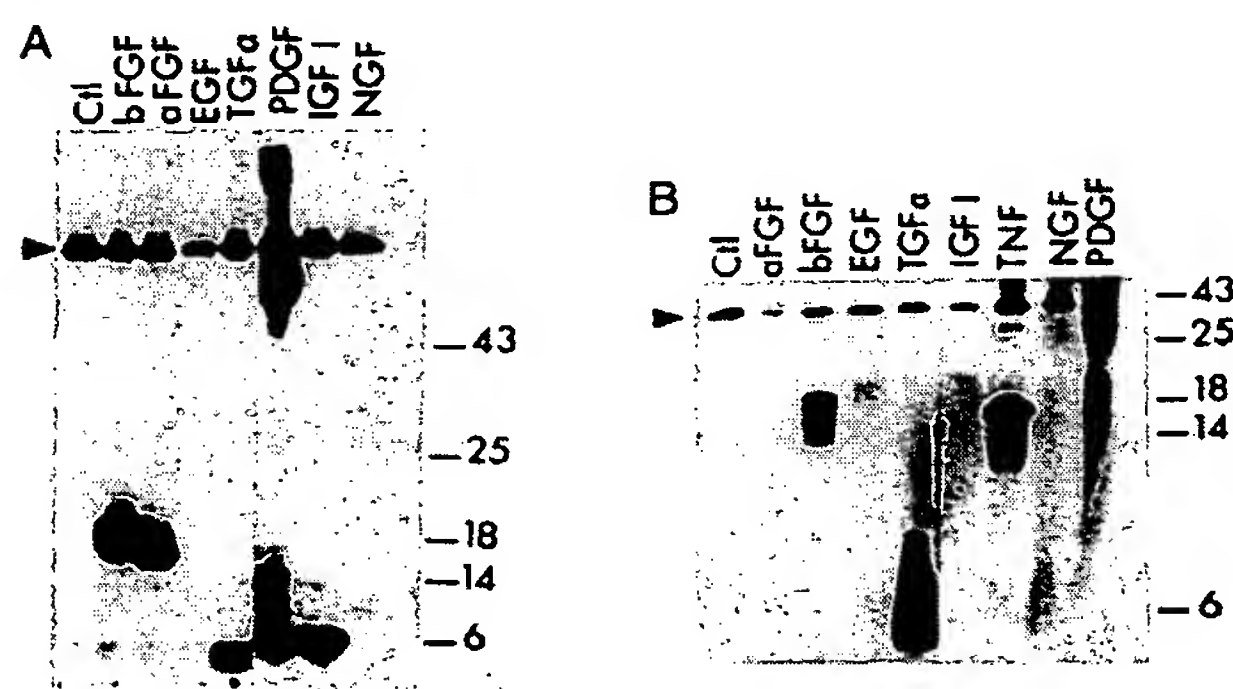 A
Ctl
bFGF
aFGF
EGF
TGFα
PDGF
IGF I
NGF
43
25
18
14
6
B
Ctl
aFGF
bFGF
EGF
TGFα
IGF I
TNF
NGF
PDGF
43
25
18
14
6